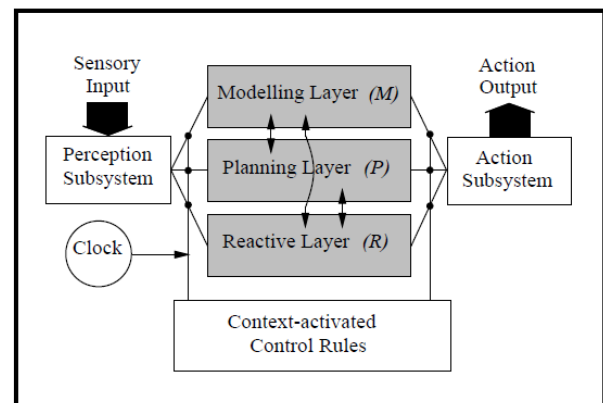 Sensory
Input
Action
Output
Modelling Layer (M)
Perception
Subsystem
Planning Layer (P)
Action
Subsystem
Reactive Layer (R)
Clock
Context-activated
Control Rules